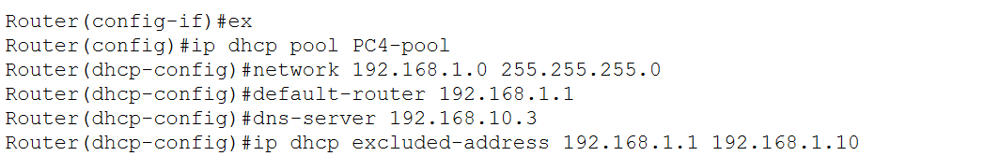 Router(config-if)#ex
Router(config)#ip dhcp pool PC4-pool
Router(dhcp-config)#network 192.168.1.0 255.255.255.0
Router(dhcp-config)#default-router 192.168.1.1
Router(dhcp-config)#dns-server 192.168.10.3
Router(dhcp-config)#ip dhcp excluded-address 192.168.1.1 192.168.1.10